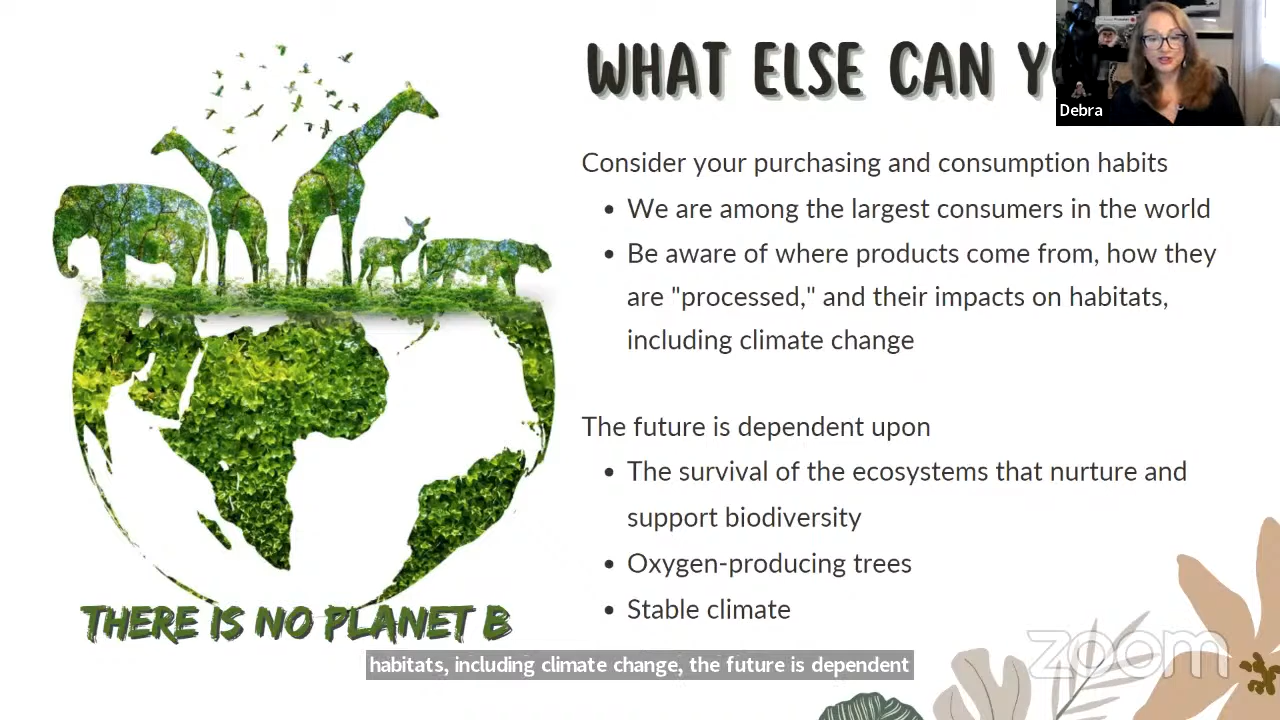 WHAT ELSE CAN
Debra
Consider your purchasing and consumption habits
We are among the largest consumers in the world
Be aware of where products come from, how they
are "processed," and their impacts on habitats,
including climate change
The future is dependent upon
The survival of the ecosystems that nurture and
support biodiversity
Oxygen-producing trees
Stable climate
THERE IS NO PLANET B
habitats, including climate change, the future is dependent
zoom